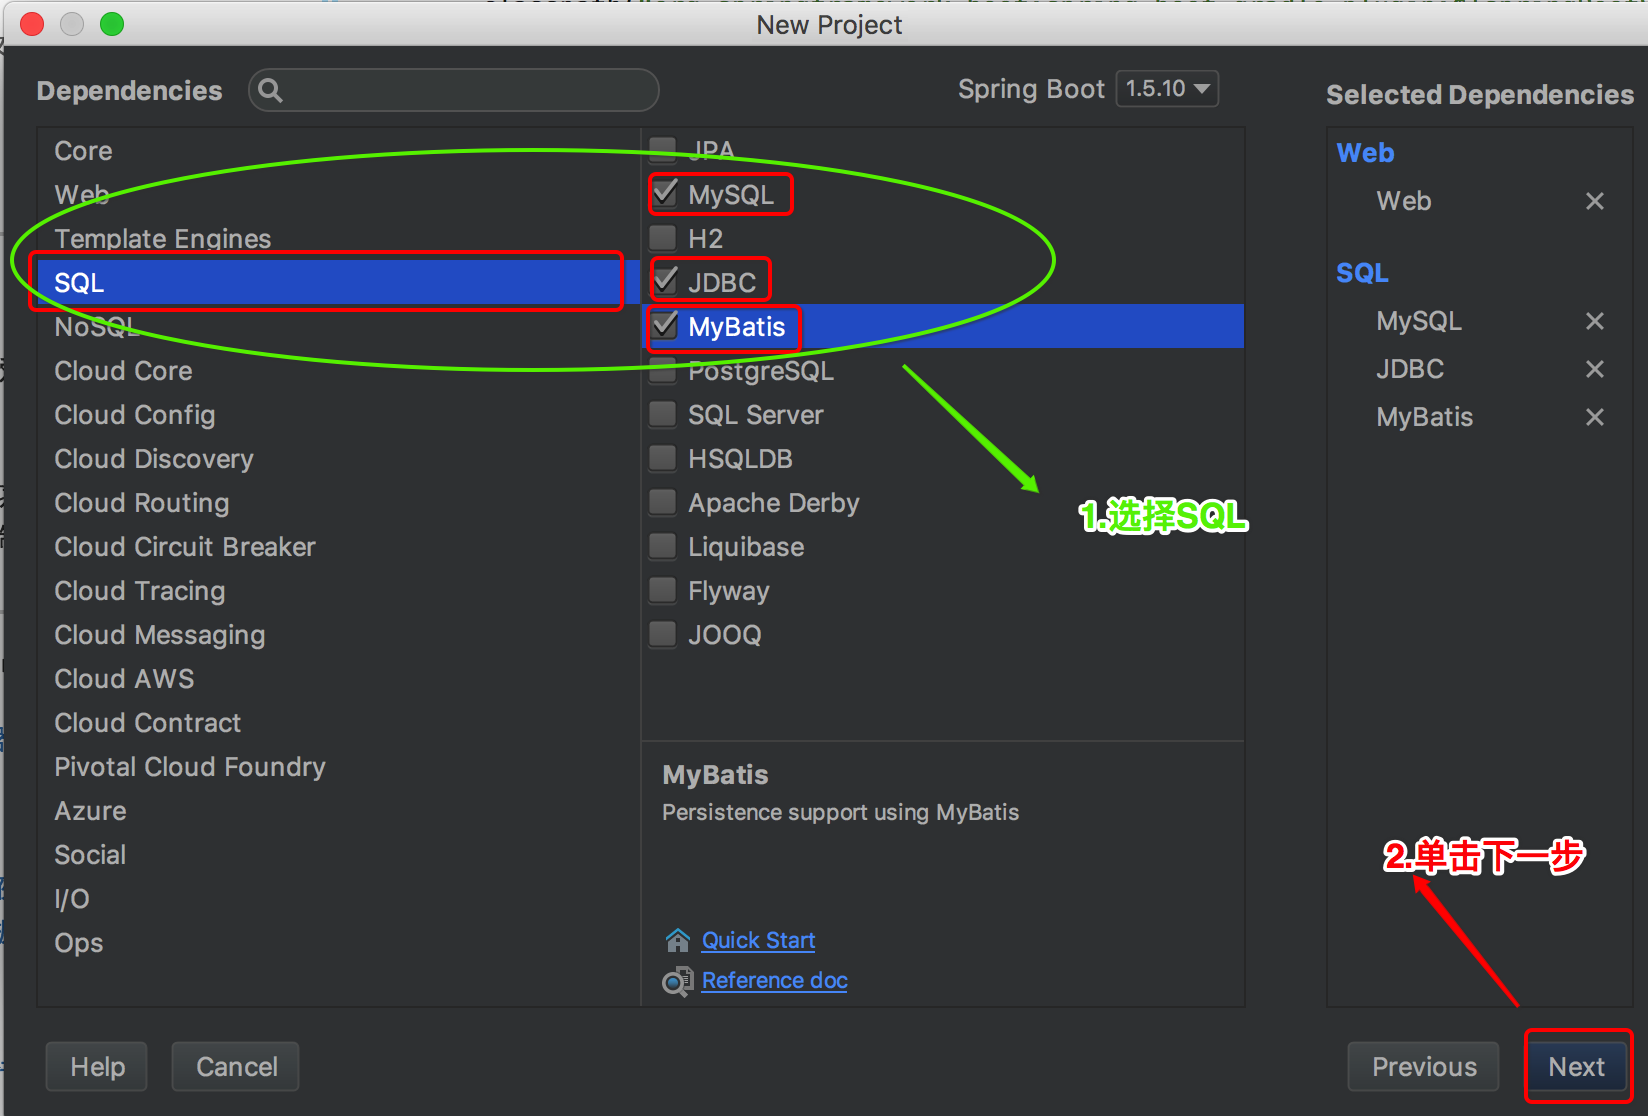 New Project
Dependencies
Spring Boot 1.5.10
Selected Dependencies
Core
Web
Template Engines
SQL
NoSQL
Cloud Core
Cloud Config
Cloud Discovery
Cloud Routing
Cloud Circuit Breaker
Cloud Tracing
Cloud Messaging
Cloud AWS
Cloud Contract
Pivotal Cloud Foundry
Azure
Social
I/O
Ops
JPA
MySQL
H2
JDBC
MyBatis
PostgreSQL
SQL Server
HSQLDB
Apache Derby
Liquibase
Flyway
JOOQ
1.选择SQL
MyBatis
Persistence support using MyBatis
Quick Start
Reference doc
Web
Web
SQL
MySQL
JDBC
MyBatis
2.单击下一步
Help
Cancel
Previous
Next